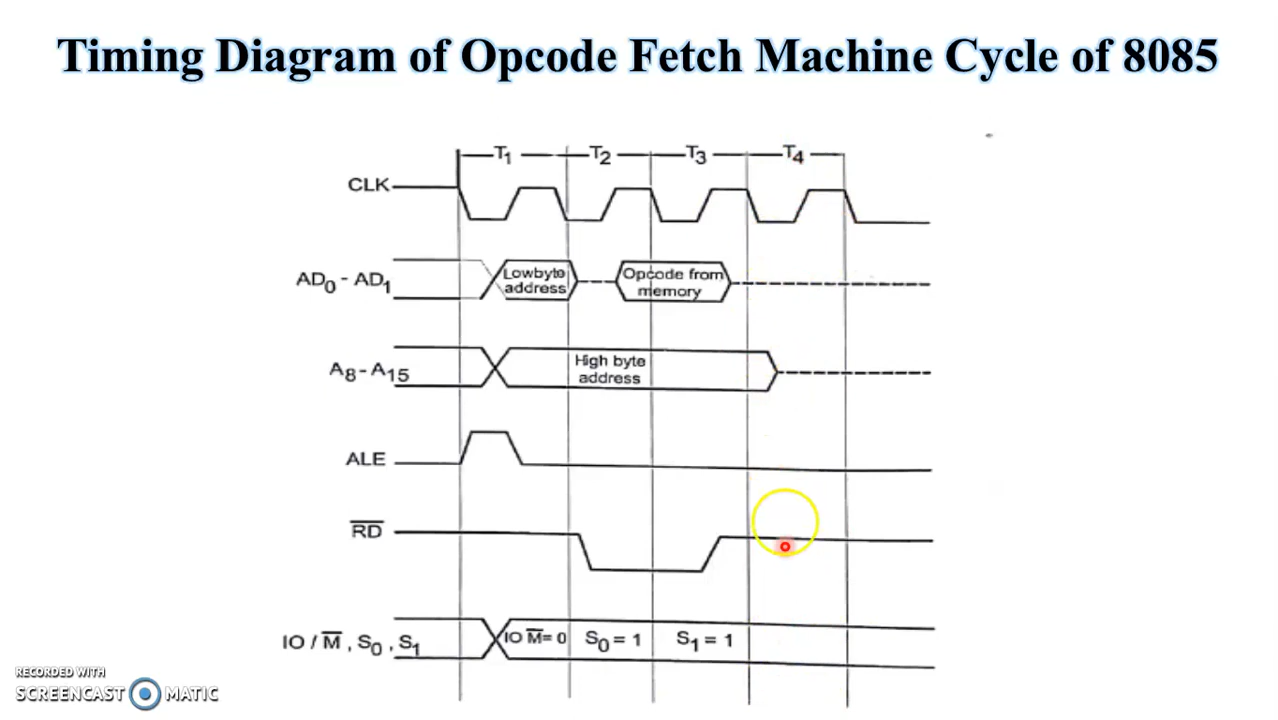 Timing Diagram of Opcode Fetch Machine Cycle of 8085
T1 T2 T3 T4
CLK
AD0 - AD1
Lowbyte
address
Opcode from
memory
A8 - A15
High byte
address
ALE
R̅D̅
IO / M̅ , S0 , S1
IO M̅ = 0 S0 = 1 S1 = 1
RECORDED WITH
SCREENCAST MATIC